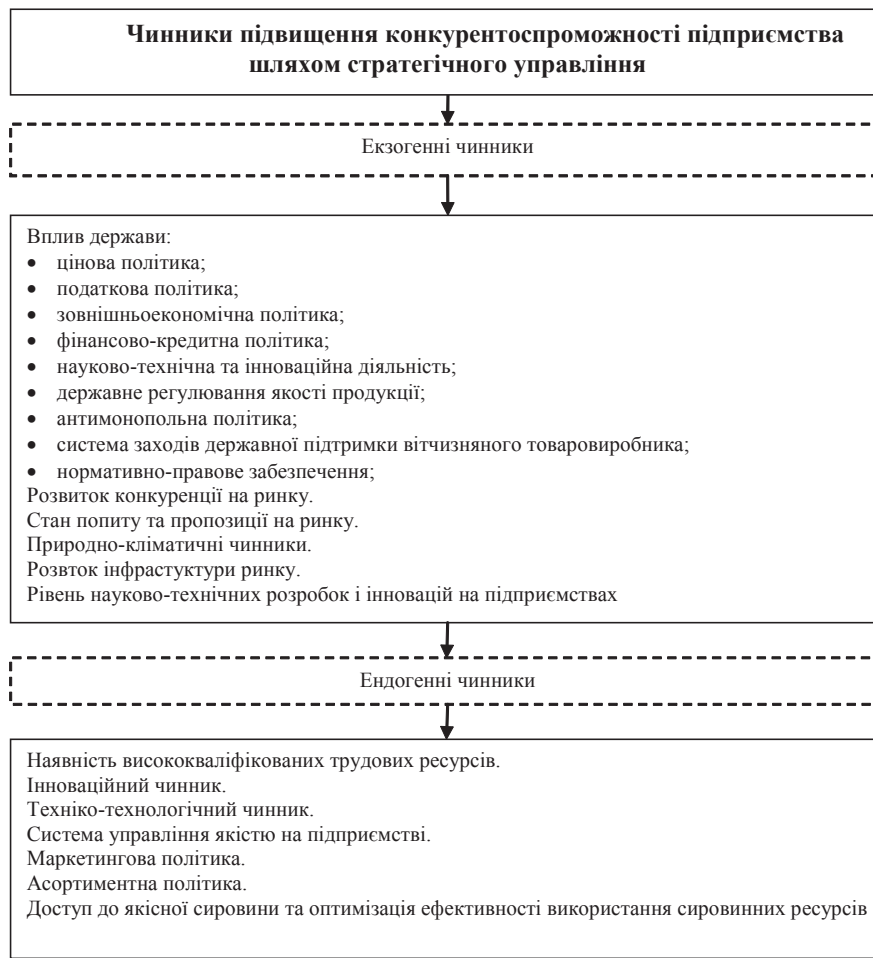 Чинники підвищення конкурентоспроможності підприємства
шляхом стратегічного управління
Екзогенні чинники
Вплив держави:
• цінова політика;
• податкова політика;
• зовнішньоекономічна політика;
• фінансово-кредитна політика;
• науково-технічна та інноваційна діяльність;
• державне регулювання якості продукції;
• антимонопольна політика;
• система заходів державної підтримки вітчизняного товаровиробника;
• нормативно-правове забезпечення;
Розвиток конкуренції на ринку.
Стан попиту та пропозиції на ринку.
Природно-кліматичні чинники.
Розвток інфрастуктури ринку.
Рівень науково-технічних розробок і інновацій на підприємствах
Ендогенні чинники
Наявність висококваліфікованих трудових ресурсів.
Інноваційний чинник.
Техніко-технологічний чинник.
Система управління якістю на підприємстві.
Маркетингова політика.
Асортиментна політика.
Доступ до якісної сировини та оптимізація ефективності використання сировинних ресурсів